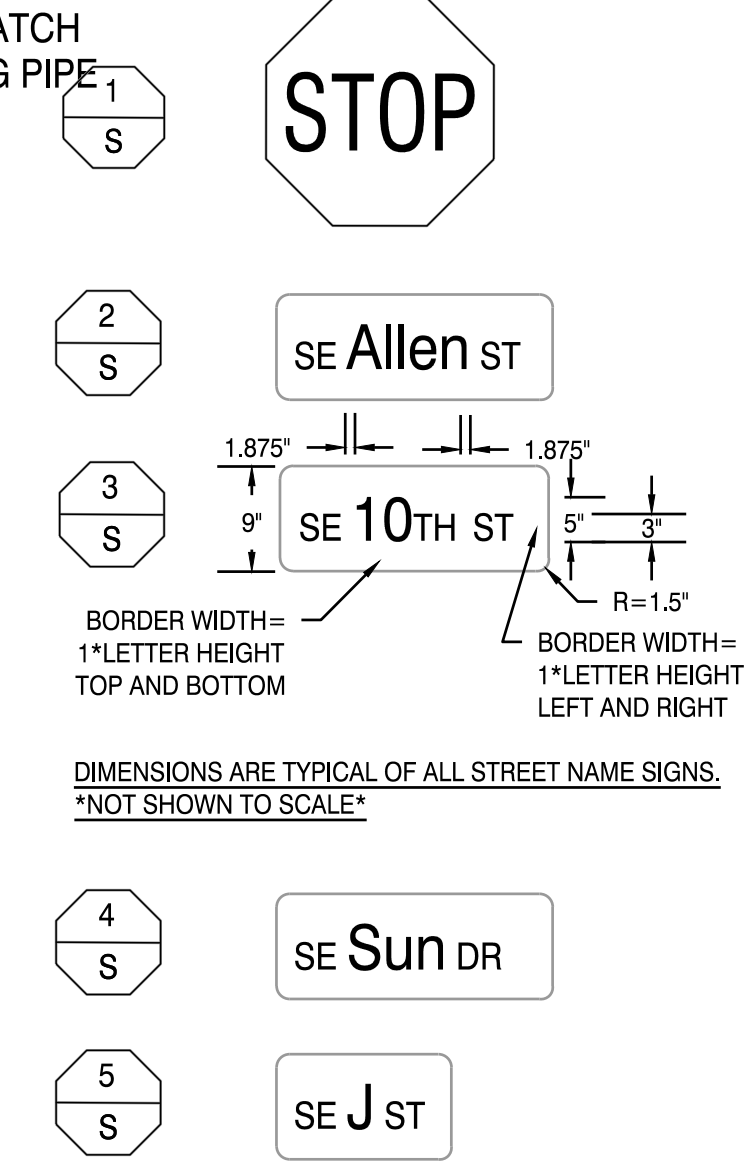 ATCH
G PIPE
1
S
STOP
2
S
SE Allen ST
1.875" 1.875"
3
S
9"
SE 10TH ST
5"
3"
R=1.5"
BORDER WIDTH=
1*LETTER HEIGHT
TOP AND BOTTOM
BORDER WIDTH=
1*LETTER HEIGHT
LEFT AND RIGHT
DIMENSIONS ARE TYPICAL OF ALL STREET NAME SIGNS.
*NOT SHOWN TO SCALE*
4
S
SE Sun DR
5
S
SE J ST